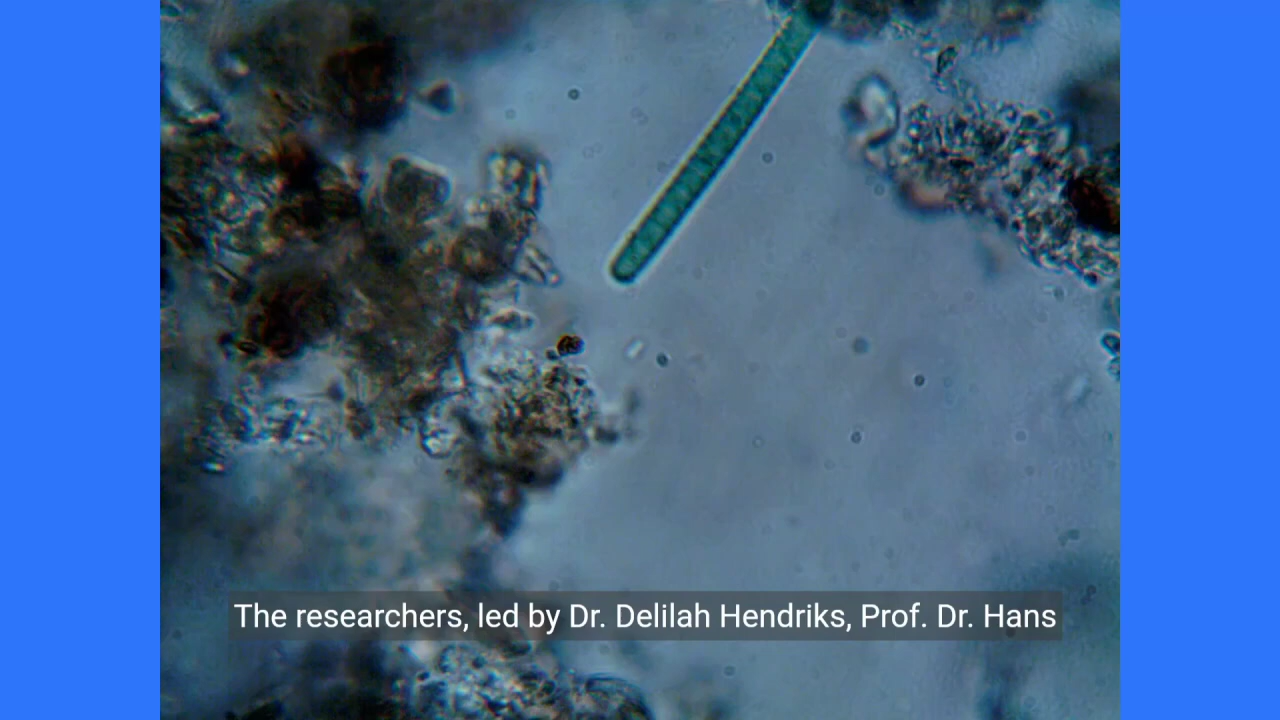 The researchers, led by Dr. Delilah Hendriks, Prof. Dr. Hans